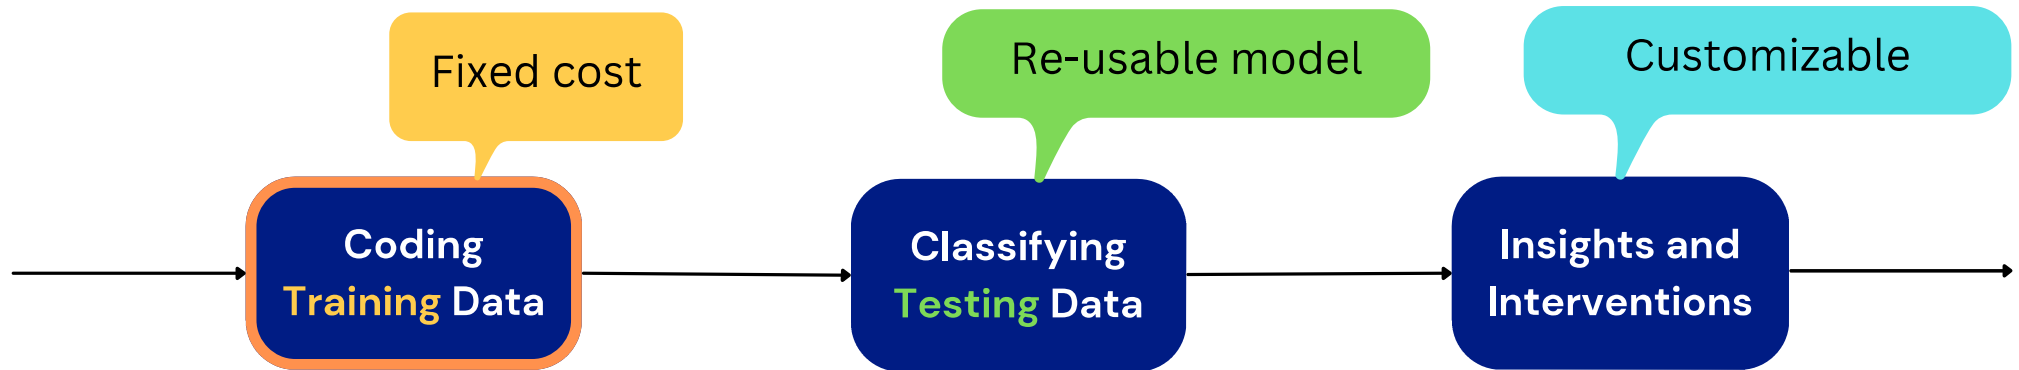 Fixed cost
Re-usable model
Customizable
Coding
Training Data
Classifying
Testing Data
Insights and
Interventions